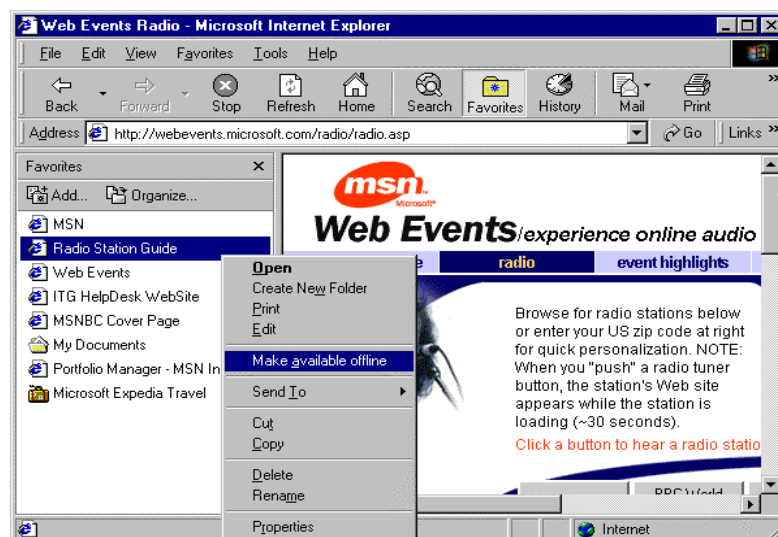 Web Events Radio - Microsoft Internet Explorer
File Edit View Favorites Tools Help
Back Forward Stop Refresh Home Search Favorites History Mail Print
Address http://webevents.microsoft.com/radio/radio.asp Go Links
Favorites
Add... Organize...
MSN
Radio Station Guide
Web Events
ITG HelpDesk WebSite
MSNBC Cover Page
My Documents
Portfolio Manager - MSN In
Microsoft Expedia Travel
Open
Create New Folder
Print
Edit
Make available offline
Send To
Cut
Copy
Delete
Rename
Properties
msn.
Microsoft
Web Events/experience online audio
radio event highlights
Browse for radio stations below
or enter your US zip code at right
for quick personalization. NOTE:
When you "push" a radio tuner
button, the station's Web site
appears while the station is
loading (~30 seconds).
Click a button to hear a radio statio
Internet